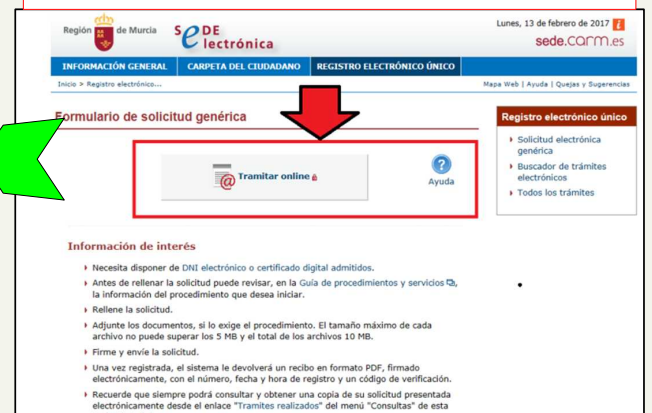 Región de Murcia
SeDE
electrónica
Lunes, 13 de febrero de 2017 i
sede.carm.es
INFORMACIÓN GENERAL
CARPETA DEL CIUDADANO
REGISTRO ELECTRÓNICO ÚNICO
Inicio > Registro electrónico...
Mapa Web | Ayuda | Quejas y Sugerencias
Formulario de solicitud genérica
@ Tramitar online
?
Ayuda
Registro electrónico único
Solicitud electrónica
genérica
Buscador de trámites
electrónicos
Todos los trámites
Información de interés
Necesita disponer de DNI electrónico o certificado digital admitidos.
Antes de rellenar la solicitud puede revisar, en la Guía de procedimientos y servicios,
la información del procedimiento que desea iniciar.
Rellene la solicitud.
Adjunte los documentos, si lo exige el procedimiento. El tamaño máximo de cada
archivo no puede superar los 5 MB y el total de los archivos 10 MB.
Firme y envíe la solicitud.
Una vez registrada, el sistema le devolverá un recibo en formato PDF, firmado
electrónicamente, con el número, fecha y hora de registro y un código de verificación.
Recuerde que siempre podrá consultar y obtener una copia de su solicitud presentada
electrónicamente desde el enlace "Tramites realizados" del menú "Consultas" de esta